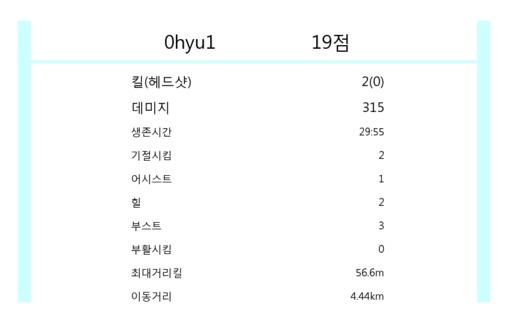 0hyu1 19점
킬(헤드샷) 2(0)
데미지 315
생존시간 29:55
기절시킴 2
어시스트 1
힐 2
부스트 3
부활시킴 0
최대거리킬 56.6m
이동거리 4.44km